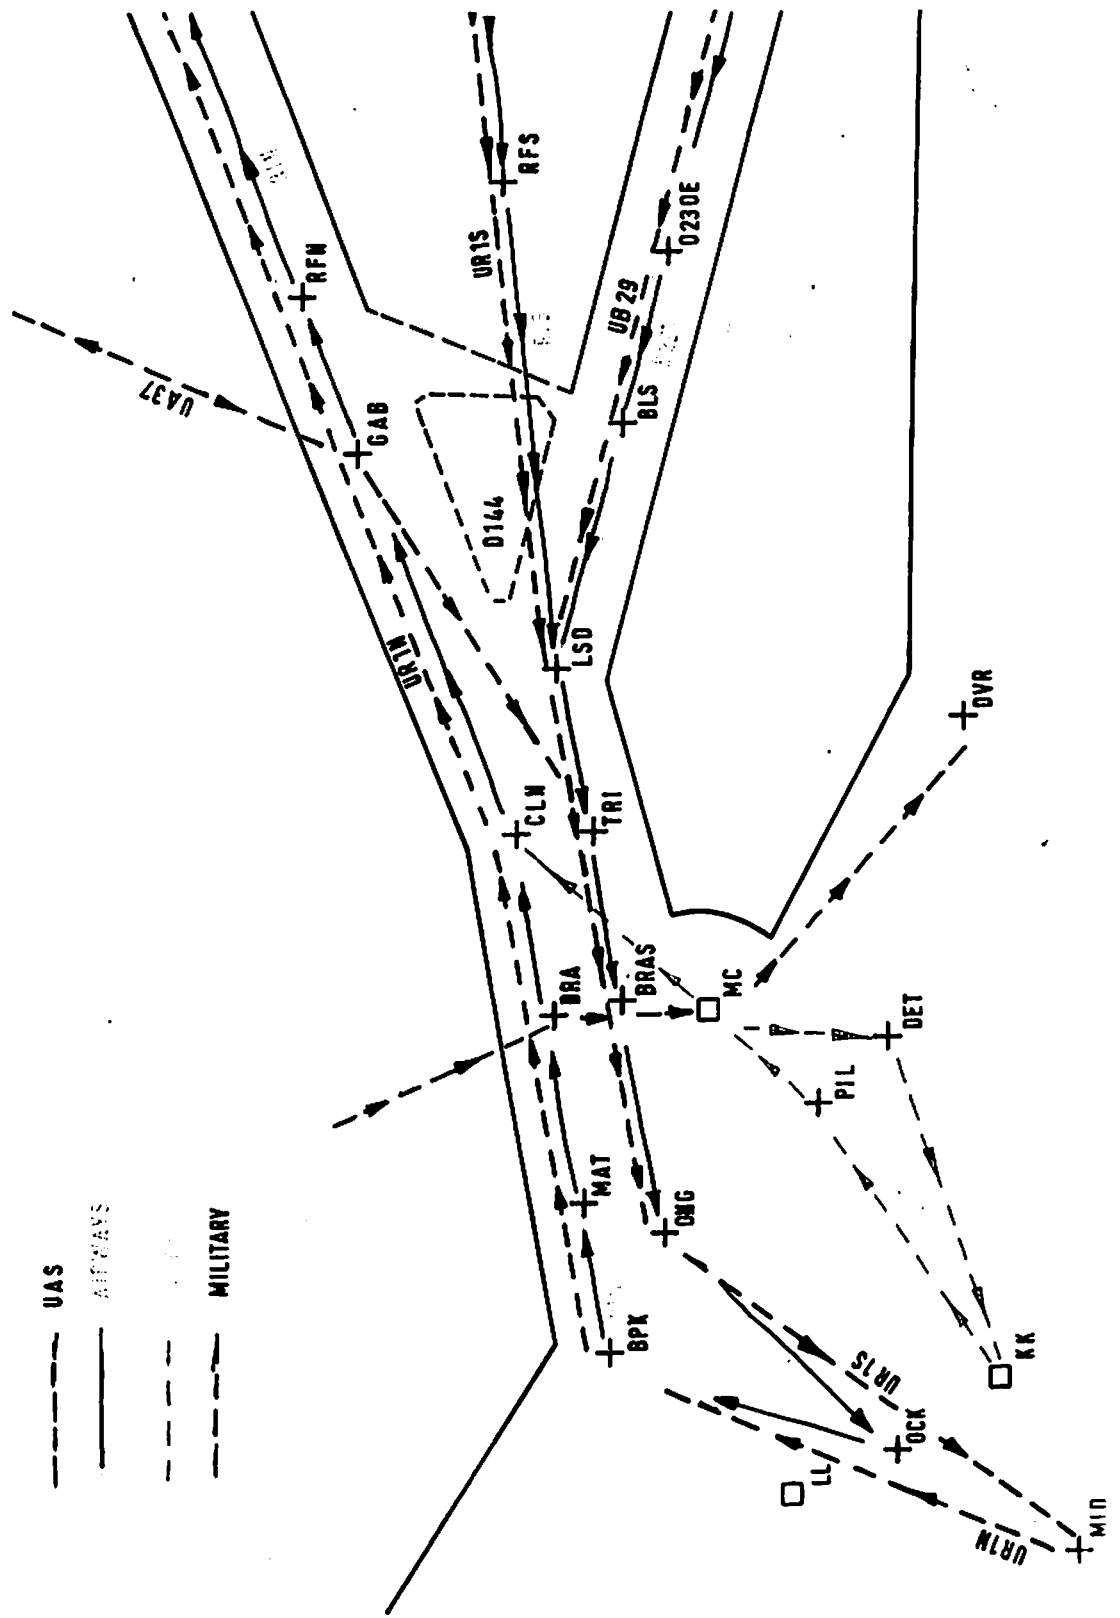 UAS
AIRWAYS
MILITARY
UA37
RFN
GAB
UR1N
RFS
UR1S
D144
UB29
0230E
BLS
LSD
CLN
TRI
BRA
BRAS
MC
DVR
MAT
DET
PIL
BPK
KK
UR1S
OCK
LL
UR1N
MID